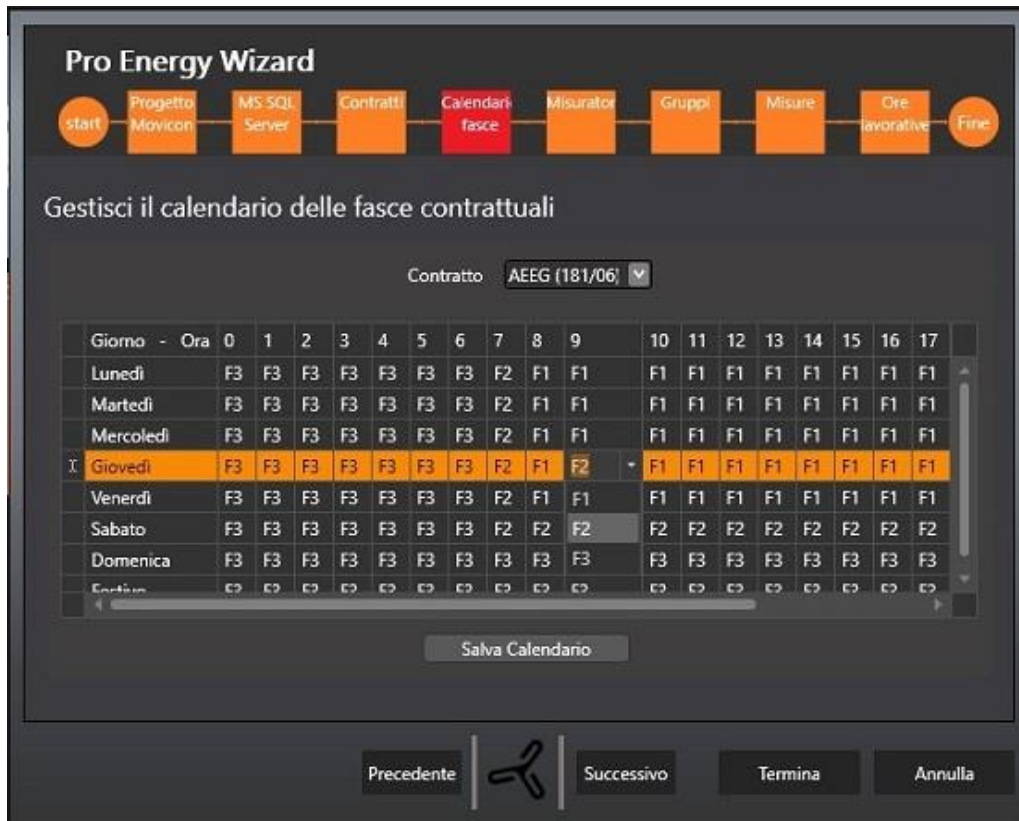 Pro Energy Wizard
start
Progetto Movicon
MS SQL Server
Contratti
Calendari fasce
Misurator
Gruppi
Misure
Ore lavorative
Fine
Gestisci il calendario delle fasce contrattuali
Contratto AEEG (181/06)
Giorno - Ora 0 1 2 3 4 5 6 7 8 9 10 11 12 13 14 15 16 17
Lunedì F3 F3 F3 F3 F3 F3 F3 F2 F1 F1 F1 F1 F1 F1 F1 F1 F1 F1
Martedì F3 F3 F3 F3 F3 F3 F3 F2 F1 F1 F1 F1 F1 F1 F1 F1 F1 F1
Mercoledì F3 F3 F3 F3 F3 F3 F3 F2 F1 F1 F1 F1 F1 F1 F1 F1 F1 F1
Giovedì F3 F3 F3 F3 F3 F3 F3 F2 F1 F2 F1 F1 F1 F1 F1 F1 F1 F1
Venerdì F3 F3 F3 F3 F3 F3 F3 F2 F1 F1 F1 F1 F1 F1 F1 F1 F1 F1
Sabato F3 F3 F3 F3 F3 F3 F3 F2 F2 F2 F2 F2 F2 F2 F2 F2 F2 F2
Domenica F3 F3 F3 F3 F3 F3 F3 F3 F3 F3 F3 F3 F3 F3 F3 F3 F3 F3
Salva Calendario
Precedente
Successivo
Termina
Annulla